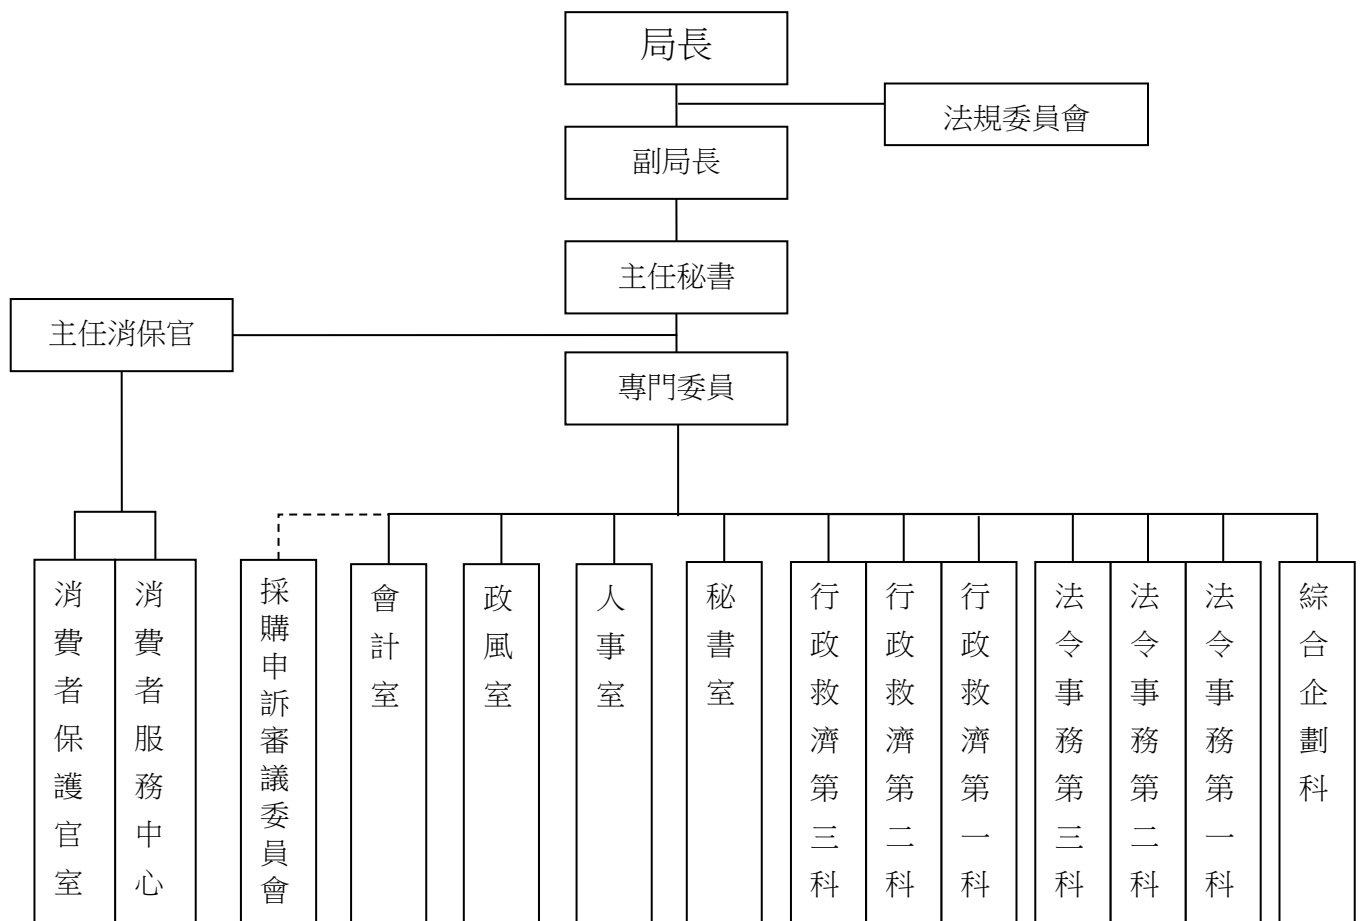 局長
法規委員會
副局長
主任秘書
主任消保官
專門委員
消費者保護官室
消費者服務中心
採購申訴審議委員會
會計室
政風室
人事室
秘書室
行政救濟第三科
行政救濟第二科
行政救濟第一科
法令事務第三科
法令事務第二科
法令事務第一科
綜合企劃科